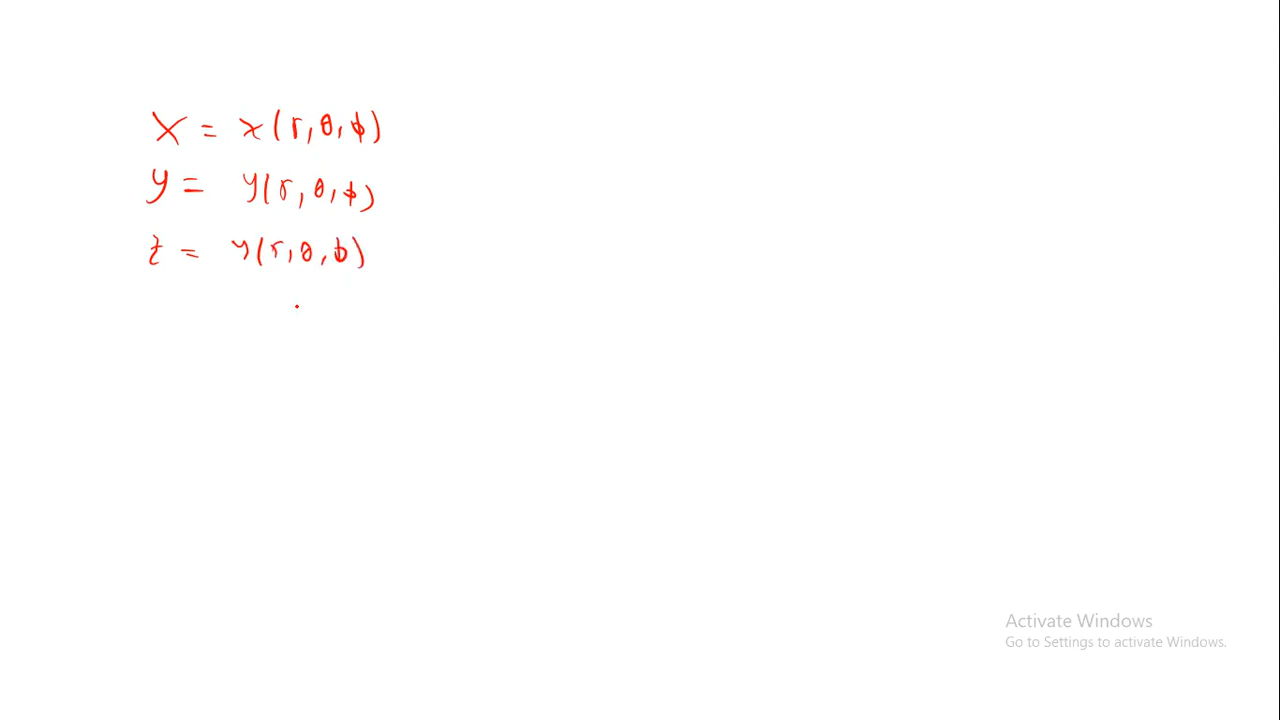 x = x(r, θ, ϕ)
y = y(r, θ, ϕ)
z = y(r, θ, ϕ)
Activate Windows
Go to Settings to activate Windows.